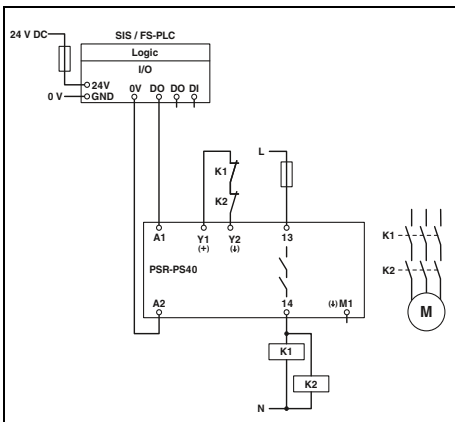 24 V DC
SIS / FS-PLC
Logic
I/O
24V
0V DO DO DI
0 V
GND
L
K1
K2
A1 Y1 Y2 13
(+) (↓)
PSR-PS40
A2 14 (↓) M1
K1
K2
N
K1
K2
M